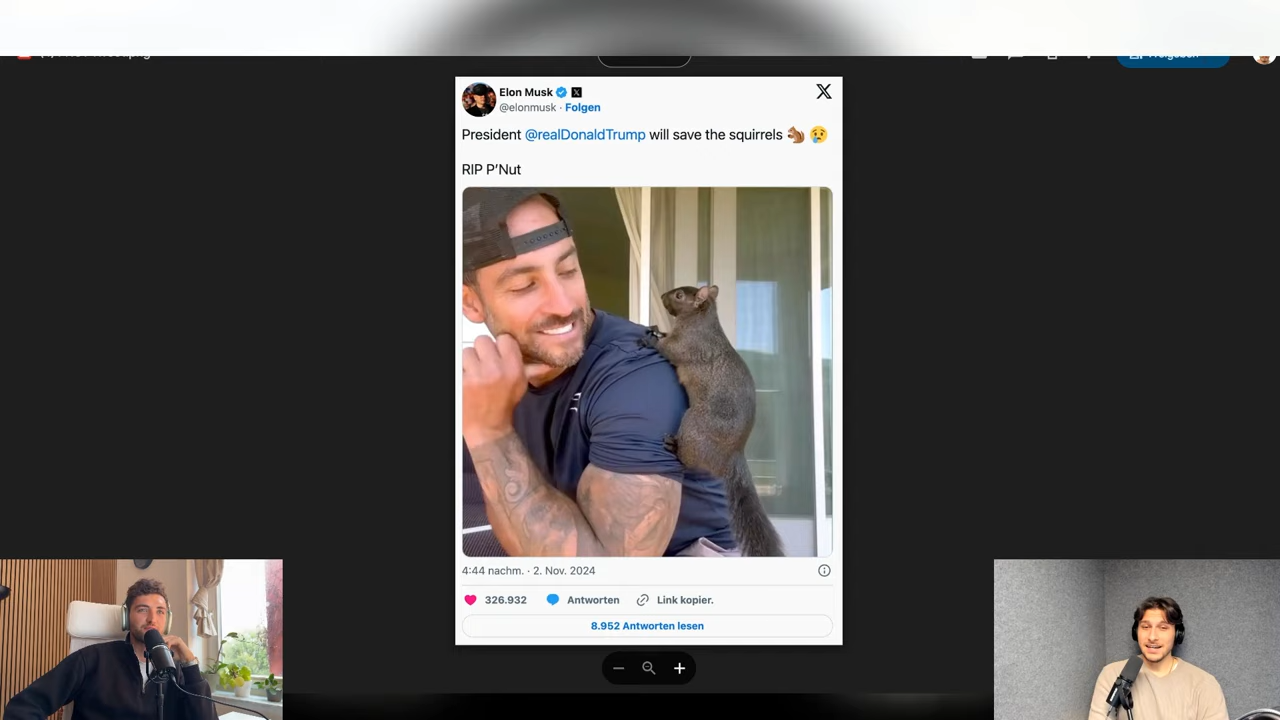 Elon Musk
@elonmusk · Folgen
President @realDonaldTrump will save the squirrels 🐿️ 😢
RIP P'Nut
4:44 nachm. · 2. Nov. 2024
326.932 Antworten Link kopier.
8.952 Antworten lesen